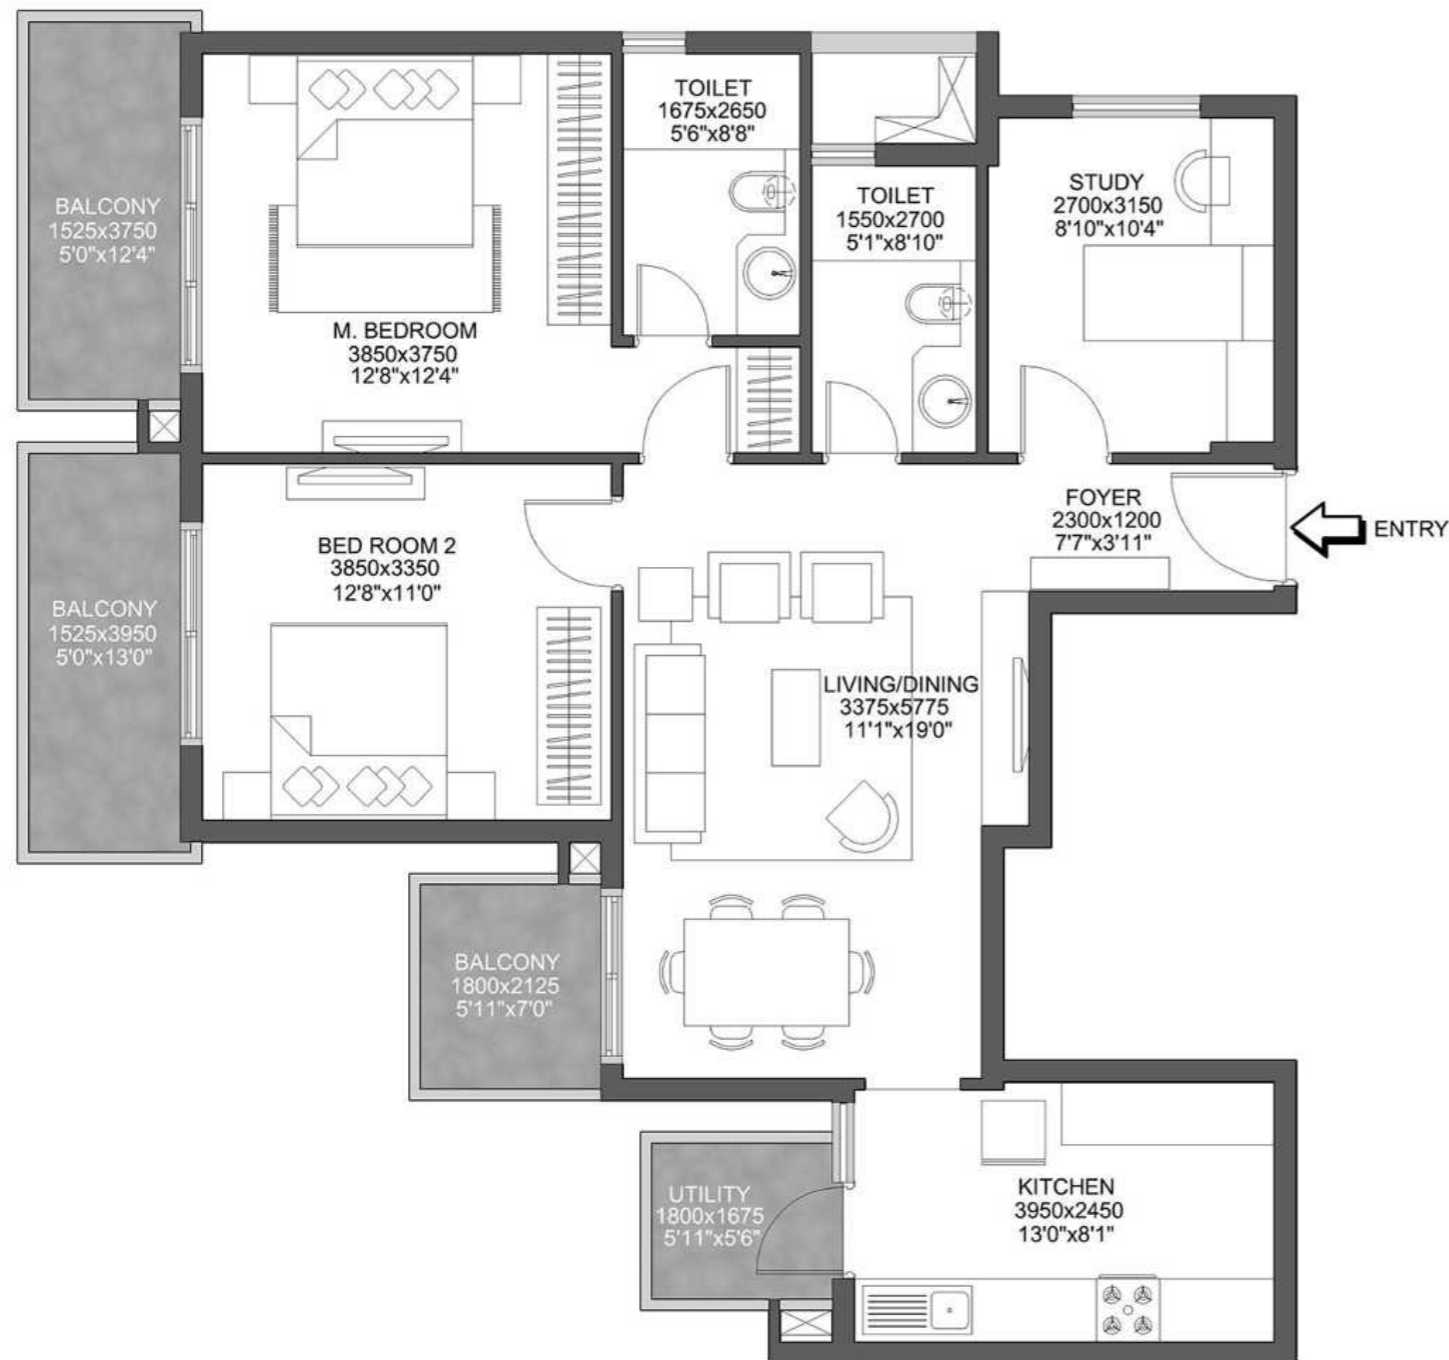 TOILET
1675x2650
5'6"x8'8"
TOILET
1550x2700
5'1"x8'10"
STUDY
2700x3150
8'10"x10'4"
BALCONY
1525x3750
5'0"x12'4"
M. BEDROOM
3850x3750
12'8"x12'4"
FOYER
2300x1200
7'7"x3'11"
ENTRY
BED ROOM 2
3850x3350
12'8"x11'0"
BALCONY
1525x3950
5'0"x13'0"
LIVING/DINING
3375x5775
11'1"x19'0"
BALCONY
1800x2125
5'11"x7'0"
UTILITY
1800x1675
5'11"x5'6"
KITCHEN
3950x2450
13'0"x8'1"